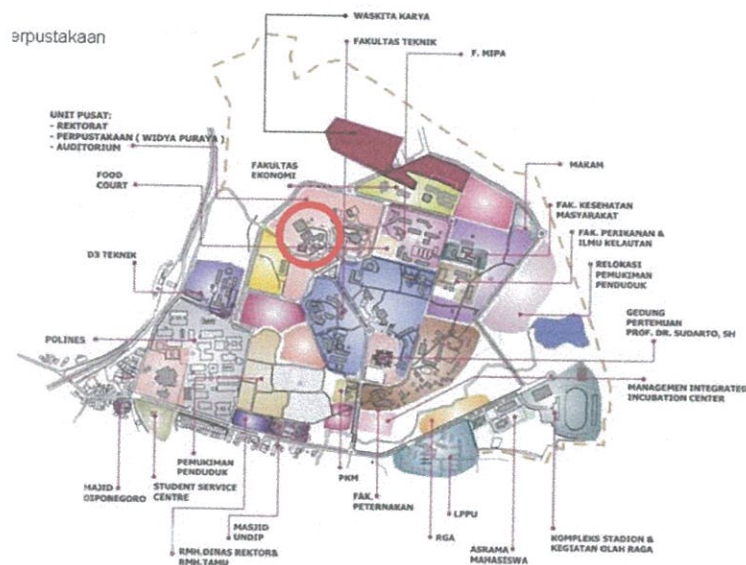 erpustakaan
WASKITA KARYA
FAKULTAS TEKNIK
F. MIPA
UNIT PUSAT:
- REKTORAT
- PERPUSTAKAAN ( WIDYA PURAYA )
- AUDITORIUM
FOOD
COURT
FAKULTAS
EKONOMI
MAKAM
FAK. KESEHATAN
MASYARAKAT
FAK. PERIKANAN &
ILMU KELAUTAN
D3 TEKNIK
RELOKASI
PEMUKIMAN
PENDUDUK
GEDUNG
PERTEMUAN
PROF. DR. SUDARTO, SH
POLINES
MANAGEMEN INTEGRATED
INCUBATION CENTER
PEMUKIMAN
PENDUDUK
MAJID
DIPONEGORO
STUDENT SERVICE
CENTRE
PKM
FAK.
PETERNAKAN
LPPU
MASJID
UNDIP
RGA
ASRAMA
MAHASISWA
KOMPLEKS STADION &
KEGIATAN OLAH RAGA
RMH.DINAS REKTOR&
RMH.TAMU